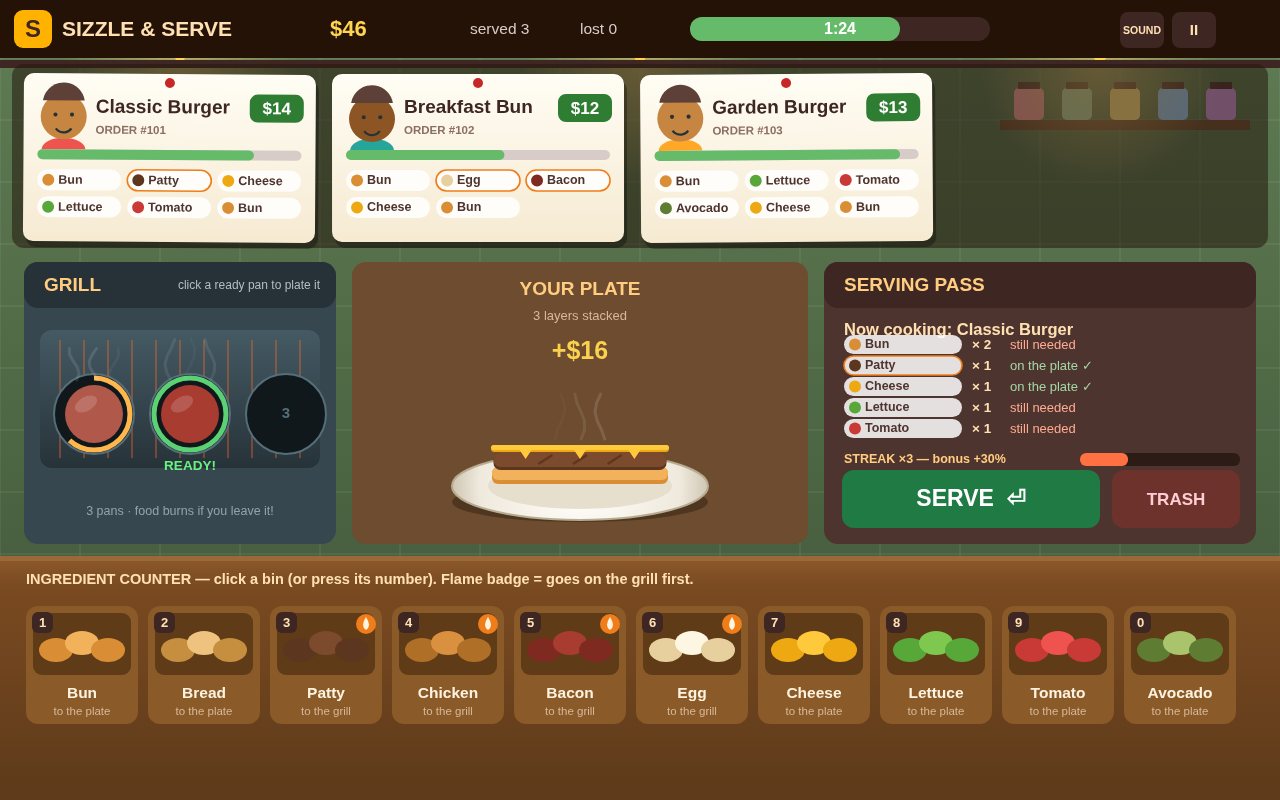 S SIZZLE & SERVE $46 served 3 lost 0 1:24 SOUND II
Classic Burger $14
ORDER #101
Bun Patty Cheese
Lettuce Tomato Bun
Breakfast Bun $12
ORDER #102
Bun Egg Bacon
Cheese Bun
Garden Burger $13
ORDER #103
Bun Lettuce Tomato
Avocado Cheese Bun
GRILL click a ready pan to plate it
3
READY!
3 pans · food burns if you leave it!
YOUR PLATE
3 layers stacked
+$16
SERVING PASS
Now cooking: Classic Burger
Bun × 2 still needed
Patty × 1 on the plate ✓
Cheese × 1 on the plate ✓
Lettuce × 1 still needed
Tomato × 1 still needed
STREAK ×3 — bonus +30%
SERVE ⏎ TRASH
INGREDIENT COUNTER — click a bin (or press its number). Flame badge = goes on the grill first.
1 2 3 4 5 6 7 8 9 0
Bun Bread Patty Chicken Bacon Egg Cheese Lettuce Tomato Avocado
to the plate to the plate to the grill to the grill to the grill to the grill to the plate to the plate to the plate to the plate